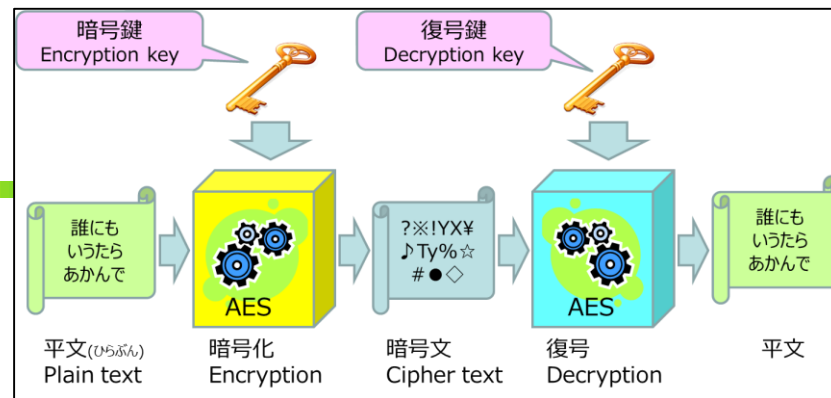 暗号鍵
Encryption key
復号鍵
Decryption key
誰にも
いうたら
あかんで
AES
?※!YX¥
♪Ty%☆
#●◇
AES
誰にも
いうたら
あかんで
平文(ひらぶん)
Plain text
暗号化
Encryption
暗号文
Cipher text
復号
Decryption
平文